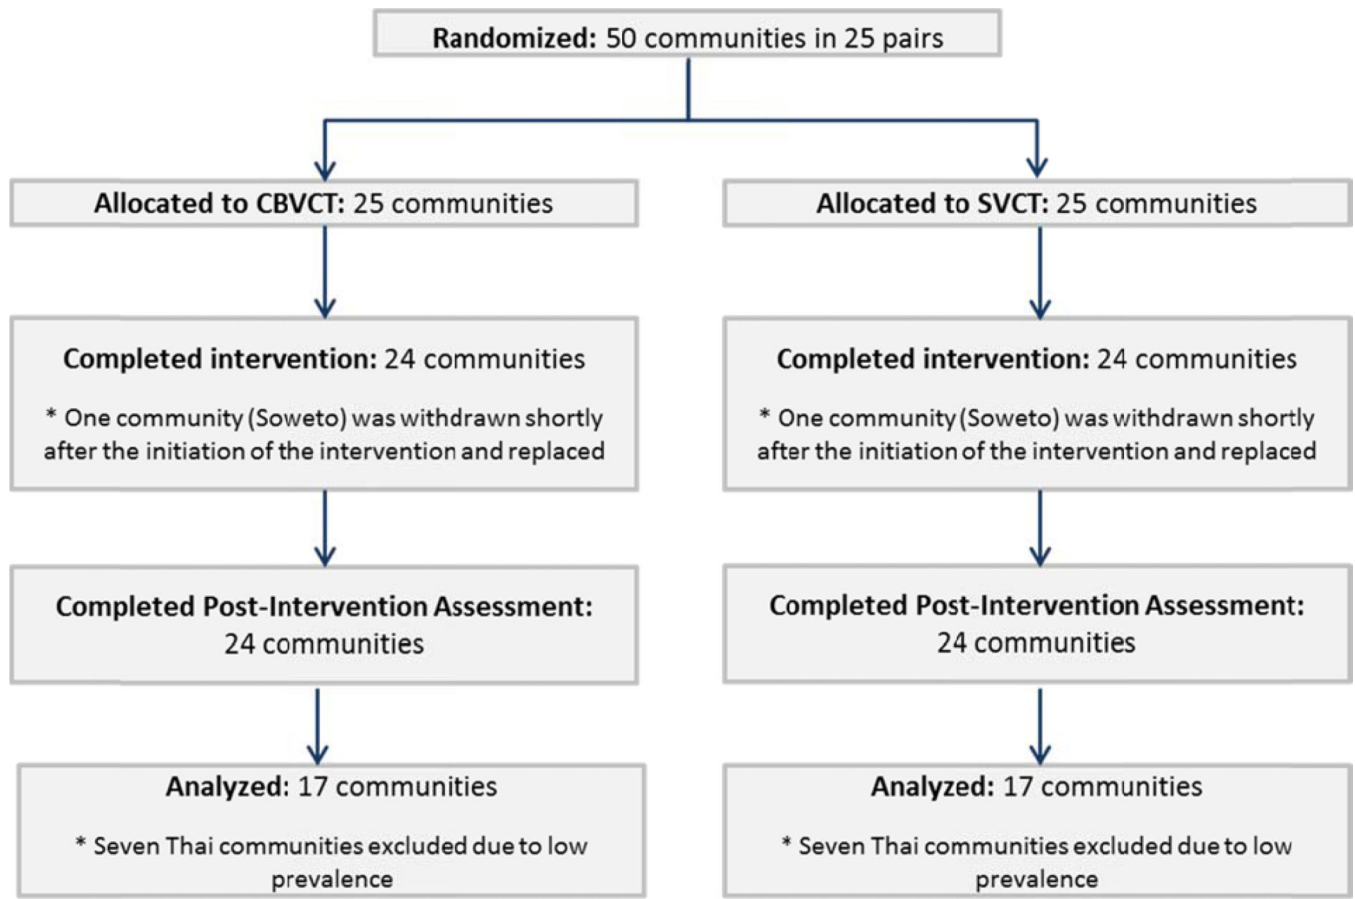 Randomized: 50 communities in 25 pairs
Allocated to CBVCT: 25 communities
Allocated to SVCT: 25 communities
Completed intervention: 24 communities
* One community (Soweto) was withdrawn shortly
after the initiation of the intervention and replaced
Completed intervention: 24 communities
* One community (Soweto) was withdrawn shortly
after the initiation of the intervention and replaced
Completed Post-Intervention Assessment:
24 communities
Completed Post-Intervention Assessment:
24 communities
Analyzed: 17 communities
* Seven Thai communities excluded due to low
prevalence
Analyzed: 17 communities
* Seven Thai communities excluded due to low
prevalence